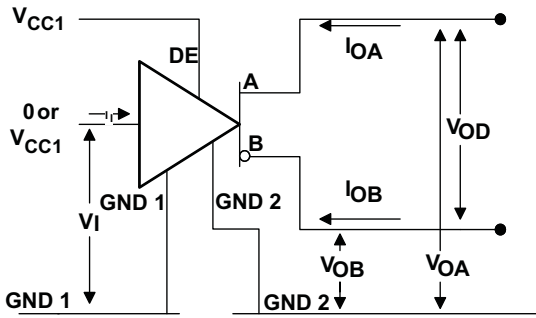 VCC1
DE
IOA
A
0 or
VCC1
II
B
VOD
GND 1
GND 2
IOB
VI
VOB
VOA
GND 1
GND 2